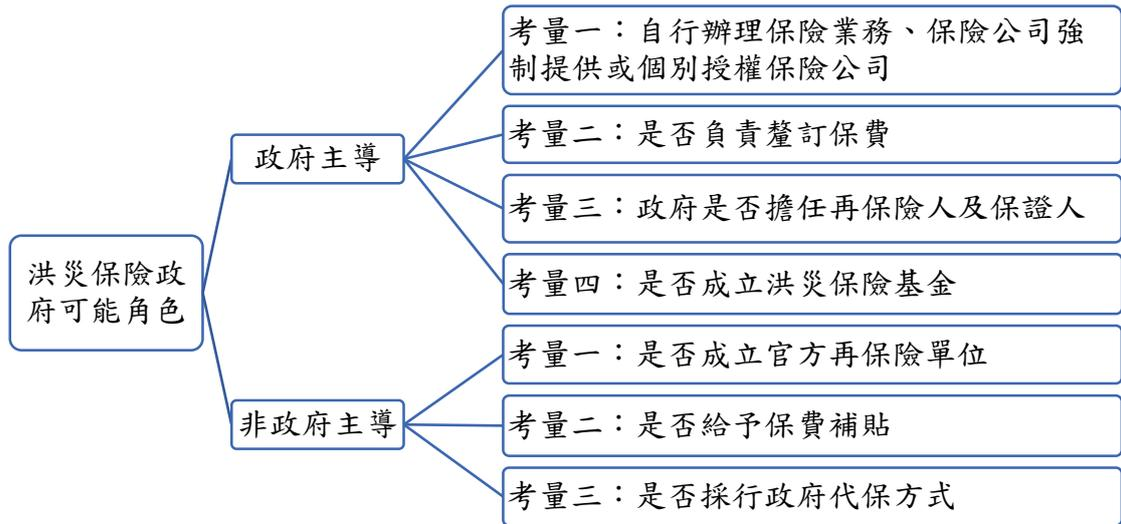 洪災保險政
府可能角色
政府主導
考量一：自行辦理保險業務、保險公司強
制提供或個別授權保險公司
考量二：是否負責釐訂保費
考量三：政府是否擔任再保險人及保證人
考量四：是否成立洪災保險基金
非政府主導
考量一：是否成立官方再保險單位
考量二：是否給予保費補貼
考量三：是否採行政府代保方式